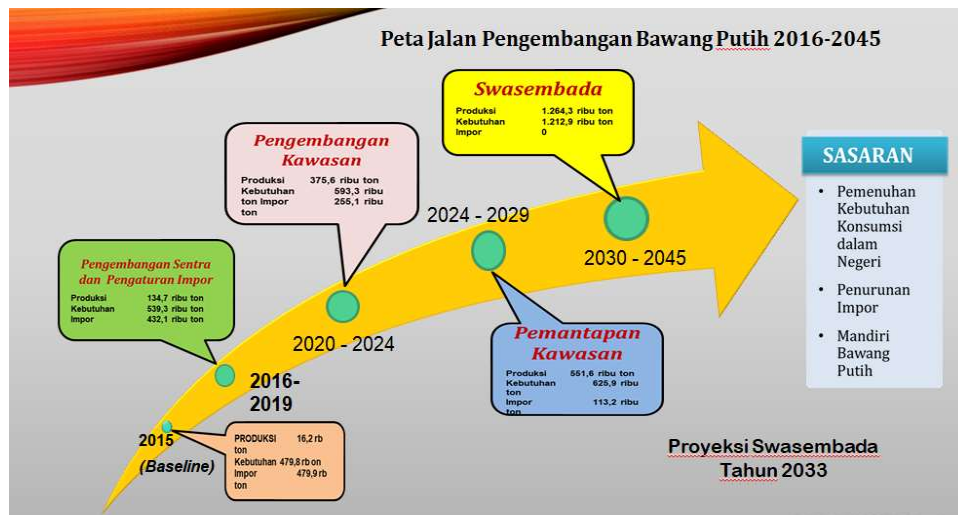 Peta Jalan Pengembangan Bawang Putih 2016-2045
Swasembada
Produksi 1.264,3 ribu ton
Kebutuhan 1.212,9 ribu ton
Impor 0
Pengembangan
Kawasan
Produksi 375,6 ribu ton
Kebutuhan 593,3 ribu
ton Impor 255,1 ribu
ton
SASARAN
• Pemenuhan
Kebutuhan
Konsumsi
dalam
Negeri
• Penurunan
Impor
• Mandiri
Bawang
Putih
2024 - 2029
2030 - 2045
Pengembangan Sentra
dan Pengaturan Impor
Produksi 134,7 ribu ton
Kebutuhan 539,3 ribu ton
Impor 432,1 ribu ton
2020 - 2024
Pemantapan
Kawasan
Produksi 551,6 ribu ton
Kebutuhan 625,9 ribu
ton
Impor 113,2 ribu
ton
2016-
2019
2015
(Baseline)
PRODUKSI 16,2 rb
ton
Kebutuhan 479,8 rb on
Impor 479,9 rb
ton
Proyeksi Swasembada
Tahun 2033